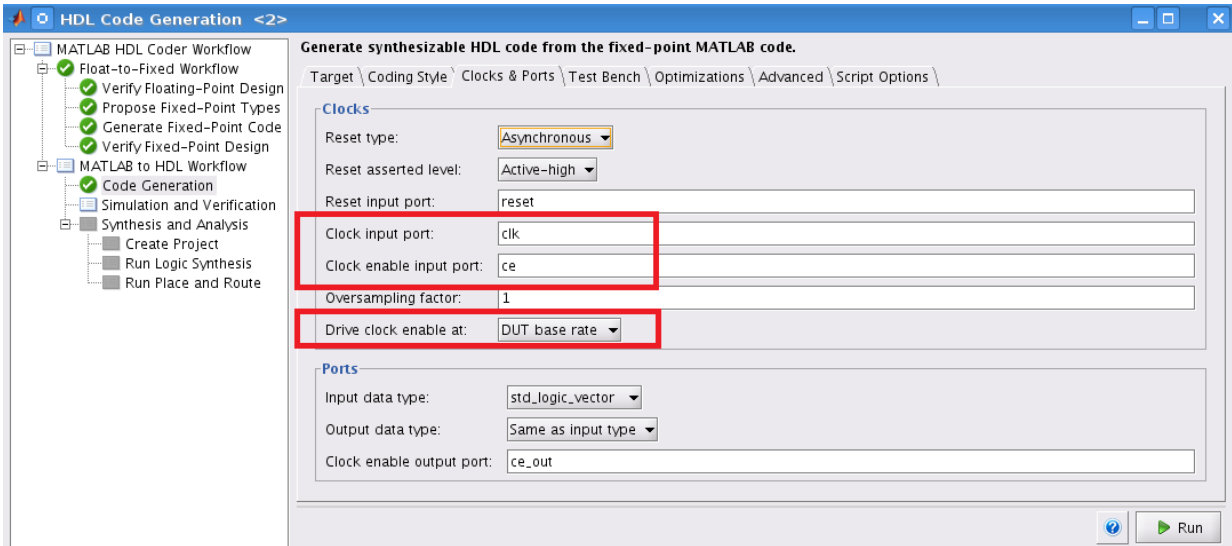 HDL Code Generation <2>
MATLAB HDL Coder Workflow
Float-to-Fixed Workflow
Verify Floating-Point Design
Propose Fixed-Point Types
Generate Fixed-Point Code
Verify Fixed-Point Design
MATLAB to HDL Workflow
Code Generation
Simulation and Verification
Synthesis and Analysis
Create Project
Run Logic Synthesis
Run Place and Route
Generate synthesizable HDL code from the fixed-point MATLAB code.
Target Coding Style Clocks & Ports Test Bench Optimizations Advanced Script Options
Clocks
Reset type: Asynchronous
Reset asserted level: Active-high
Reset input port: reset
Clock input port: clk
Clock enable input port: ce
Oversampling factor: 1
Drive clock enable at: DUT base rate
Ports
Input data type: std_logic_vector
Output data type: Same as input type
Clock enable output port: ce_out
Run